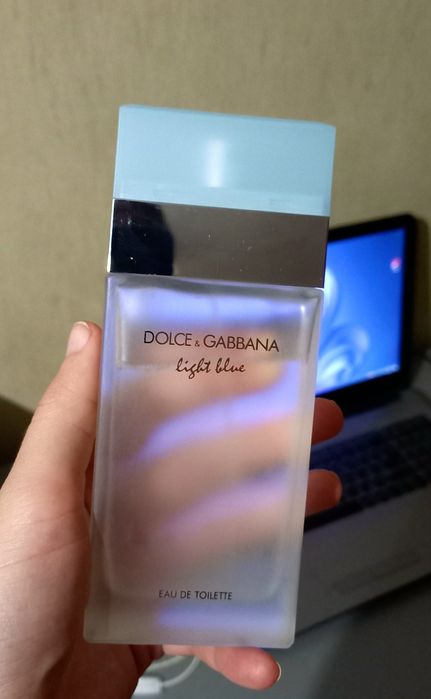 DOLCE & GABBANA
light blue
EAU DE TOILETTE